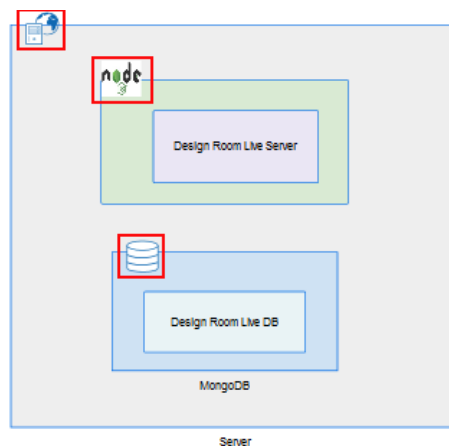 node
Design Room Live Server
Design Room Live DB
MongoDB
Server